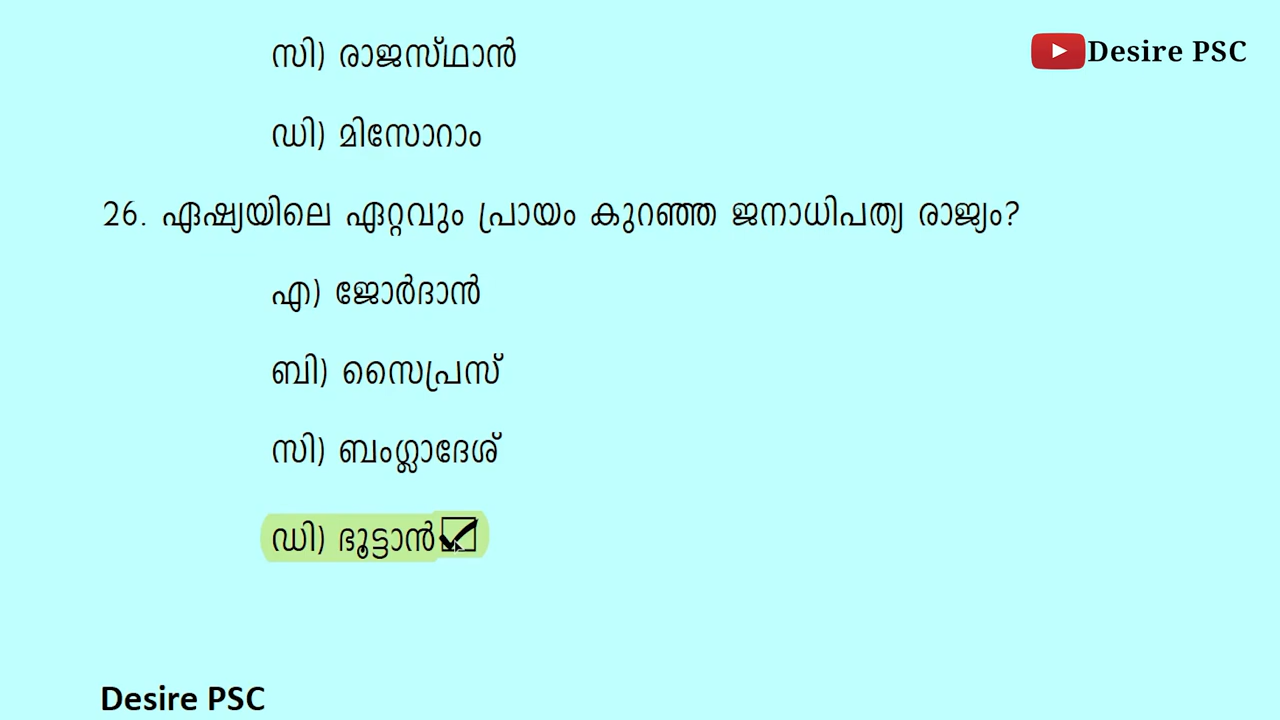 സി) രാജസ്ഥാൻ
Desire PSC
ഡി) മിസോറാം
26. ഏഷ്യയിലെ ഏറ്റവും പ്രായം കുറഞ്ഞ ജനാധിപത്യ രാജ്യം?
എ) ജോർദാൻ
ബി) സൈപ്രസ്
സി) ബംഗ്ലാദേശ്
ഡി) ഭൂട്ടാൻ
Desire PSC